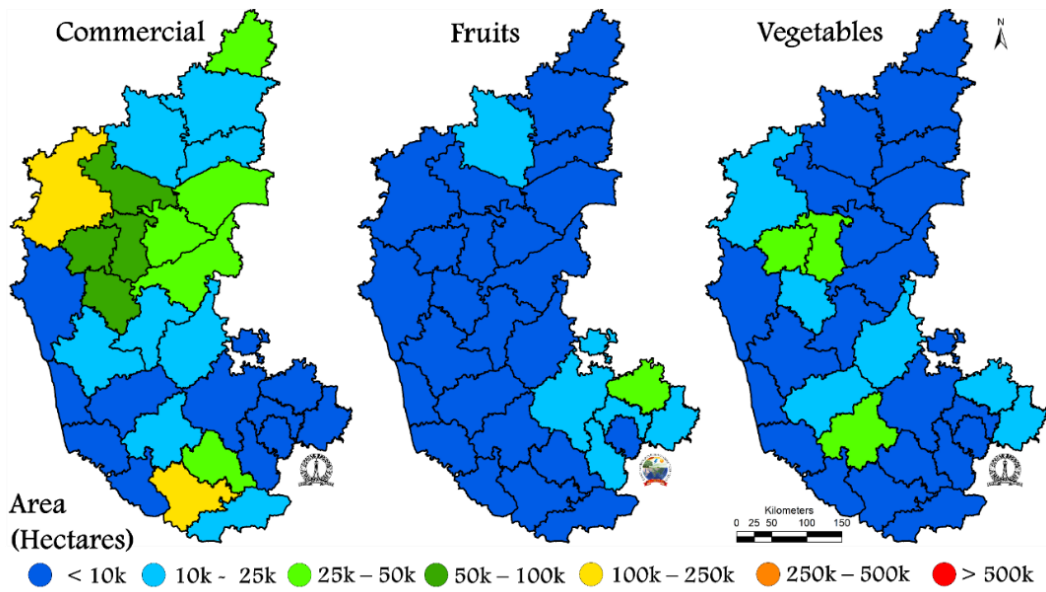 Commercial
Fruits
Vegetables
N
Kilometers
0 25 50 100 150
Area
(Hectares)
< 10k
10k - 25k
25k – 50k
50k – 100k
100k – 250k
250k – 500k
> 500k